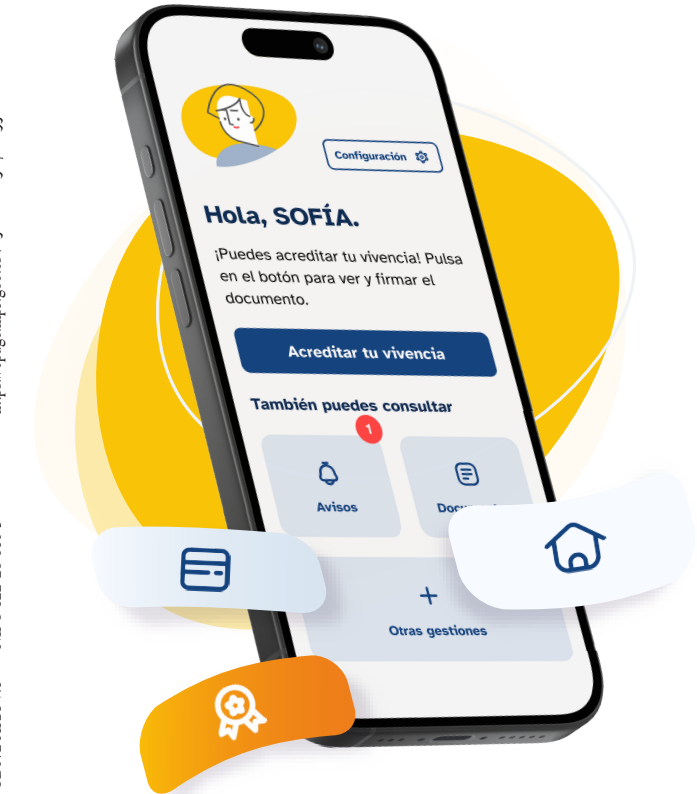 Configuración
Hola, SOFÍA.
¡Puedes acreditar tu vivencia! Pulsa
en el botón para ver y firmar el
documento.
Acreditar tu vivencia
También puedes consultar
1
Avisos
Otras gestiones